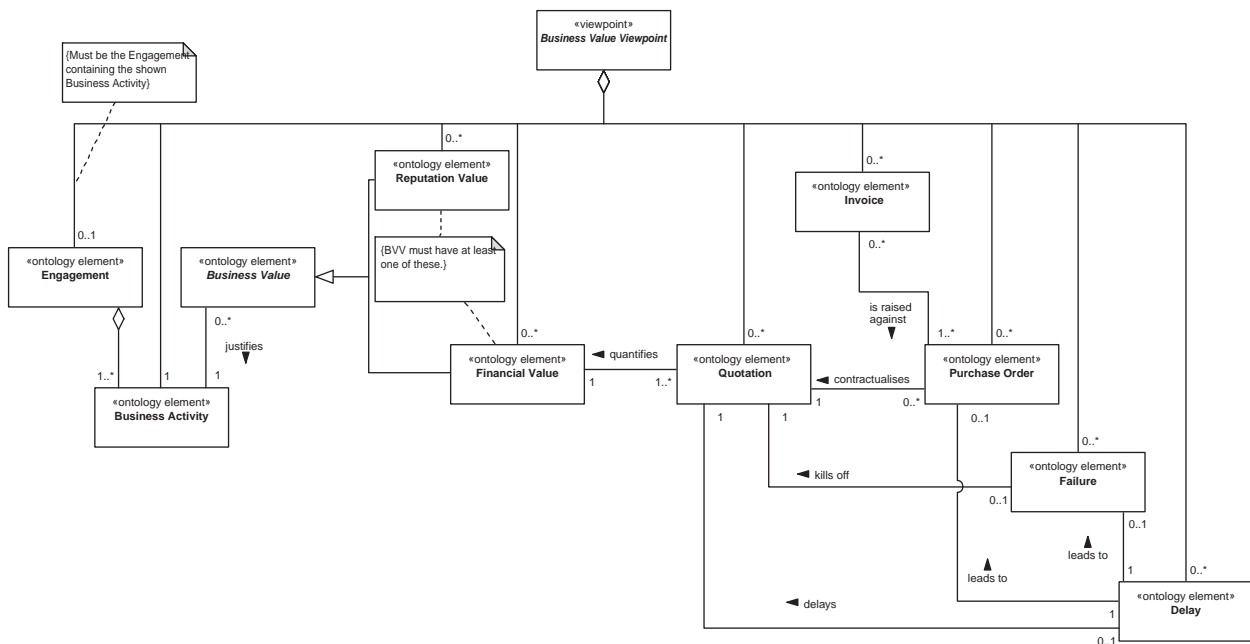 «viewpoint»
Business Value Viewpoint
{Must be the Engagement
containing the shown
Business Activity}
0..*
«ontology element»
Reputation Value
0..*
«ontology element»
Invoice
0..*
0..1
«ontology element»
Engagement
«ontology element»
Business Value
{BVV must have at least
one of these.}
0..*
justifies
1..*
1
1
«ontology element»
Business Activity
0..*
«ontology element»
Financial Value
quantifies
1
1..*
0..*
«ontology element»
Quotation
is raised
against
1..*
0..*
«ontology element»
Purchase Order
contractualises
1
0..*
1
1
0..1
kills off
0..*
«ontology element»
Failure
0..1
0..1
leads to
leads to
1
0..*
delays
«ontology element»
Delay
1
0..1